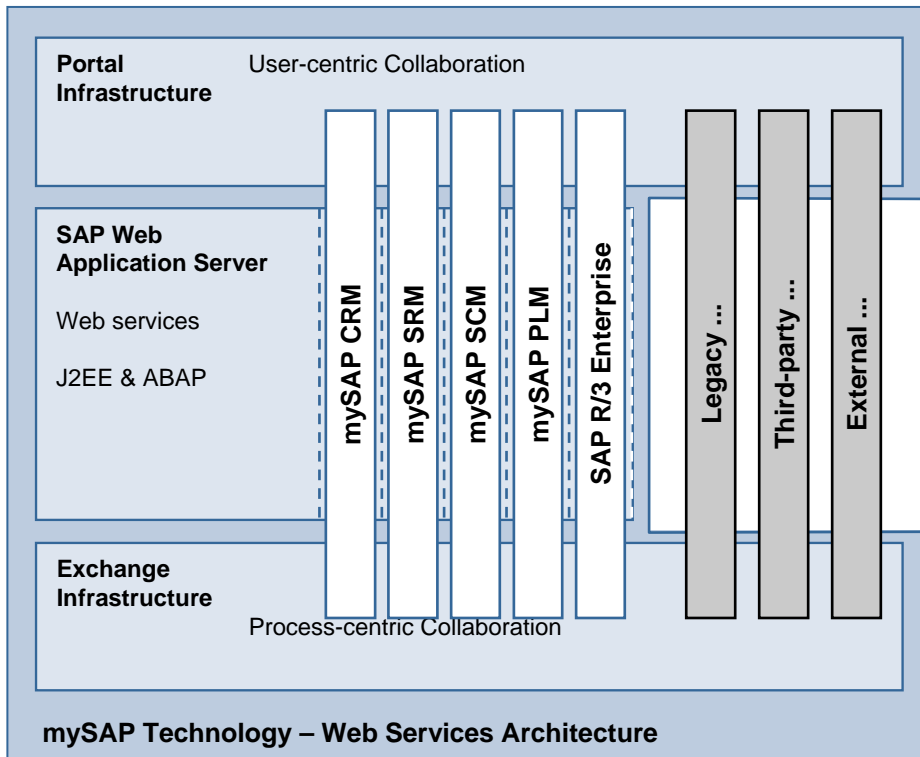 Portal
Infrastructure
User-centric Collaboration
SAP Web
Application Server
Web services
J2EE & ABAP
mySAP CRM
mySAP SRM
mySAP SCM
mySAP PLM
SAP R/3 Enterprise
Legacy ...
Third-party ...
External ...
Exchange
Infrastructure
Process-centric Collaboration
mySAP Technology – Web Services Architecture